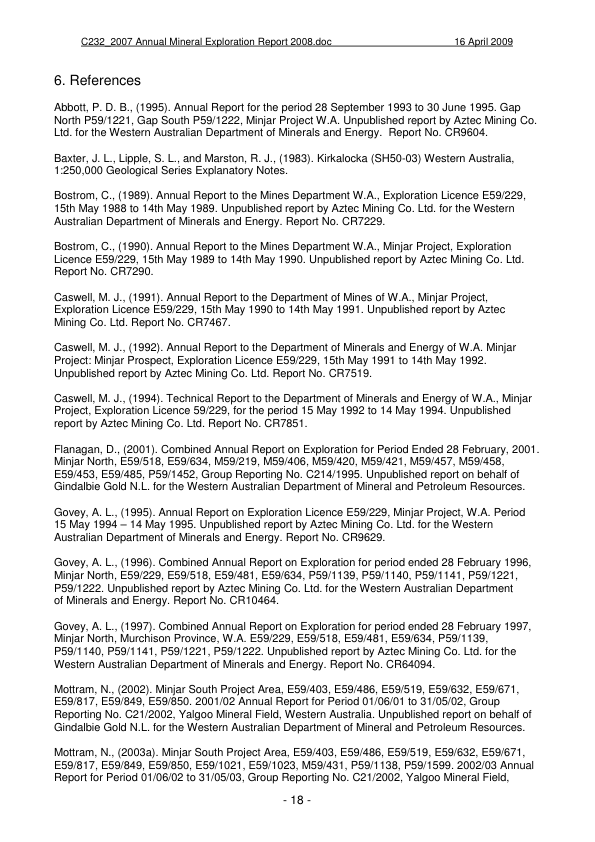 C232_2007 Annual Mineral Exploration Report 2008.doc 16 April 2009
6. References
Abbott, P. D. B., (1995). Annual Report for the period 28 September 1993 to 30 June 1995. Gap
North P59/1221, Gap South P59/1222, Minjar Project W.A. Unpublished report by Aztec Mining Co.
Ltd. for the Western Australian Department of Minerals and Energy. Report No. CR9604.
Baxter, J. L., Lipple, S. L., and Marston, R. J., (1983). Kirkalocka (SH50-03) Western Australia,
1:250,000 Geological Series Explanatory Notes.
Bostrom, C., (1989). Annual Report to the Mines Department W.A., Exploration Licence E59/229,
15th May 1988 to 14th May 1989. Unpublished report by Aztec Mining Co. Ltd. for the Western
Australian Department of Minerals and Energy. Report No. CR7229.
Bostrom, C., (1990). Annual Report to the Mines Department W.A., Minjar Project, Exploration
Licence E59/229, 15th May 1989 to 14th May 1990. Unpublished report by Aztec Mining Co. Ltd.
Report No. CR7290.
Caswell, M. J., (1991). Annual Report to the Department of Mines of W.A., Minjar Project,
Exploration Licence E59/229, 15th May 1990 to 14th May 1991. Unpublished report by Aztec
Mining Co. Ltd. Report No. CR7467.
Caswell, M. J., (1992). Annual Report to the Department of Minerals and Energy of W.A. Minjar
Project: Minjar Prospect, Exploration Licence E59/229, 15th May 1991 to 14th May 1992.
Unpublished report by Aztec Mining Co. Ltd. Report No. CR7519.
Caswell, M. J., (1994). Technical Report to the Department of Minerals and Energy of W.A., Minjar
Project, Exploration Licence 59/229, for the period 15 May 1992 to 14 May 1994. Unpublished
report by Aztec Mining Co. Ltd. Report No. CR7851.
Flanagan, D., (2001). Combined Annual Report on Exploration for Period Ended 28 February, 2001.
Minjar North, E59/518, E59/634, M59/219, M59/406, M59/420, M59/421, M59/457, M59/458,
E59/453, E59/485, P59/1452, Group Reporting No. C214/1995. Unpublished report on behalf of
Gindalbie Gold N.L. for the Western Australian Department of Mineral and Petroleum Resources.
Govey, A. L., (1995). Annual Report on Exploration Licence E59/229, Minjar Project, W.A. Period
15 May 1994 – 14 May 1995. Unpublished report by Aztec Mining Co. Ltd. for the Western
Australian Department of Minerals and Energy. Report No. CR9629.
Govey, A. L., (1996). Combined Annual Report on Exploration for period ended 28 February 1996,
Minjar North, E59/229, E59/518, E59/481, E59/634, P59/1139, P59/1140, P59/1141, P59/1221,
P59/1222. Unpublished report by Aztec Mining Co. Ltd. for the Western Australian Department
of Minerals and Energy. Report No. CR10464.
Govey, A. L., (1997). Combined Annual Report on Exploration for period ended 28 February 1997,
Minjar North, Murchison Province, W.A. E59/229, E59/518, E59/481, E59/634, P59/1139,
P59/1140, P59/1141, P59/1221, P59/1222. Unpublished report by Aztec Mining Co. Ltd. for the
Western Australian Department of Minerals and Energy. Report No. CR64094.
Mottram, N., (2002). Minjar South Project Area, E59/403, E59/486, E59/519, E59/632, E59/671,
E59/817, E59/849, E59/850. 2001/02 Annual Report for Period 01/06/01 to 31/05/02, Group
Reporting No. C21/2002, Yalgoo Mineral Field, Western Australia. Unpublished report on behalf of
Gindalbie Gold N.L. for the Western Australian Department of Mineral and Petroleum Resources.
Mottram, N., (2003a). Minjar South Project Area, E59/403, E59/486, E59/519, E59/632, E59/671,
E59/817, E59/849, E59/850, E59/1021, E59/1023, M59/431, P59/1138, P59/1599. 2002/03 Annual
Report for Period 01/06/02 to 31/05/03, Group Reporting No. C21/2002, Yalgoo Mineral Field,
- 18 -